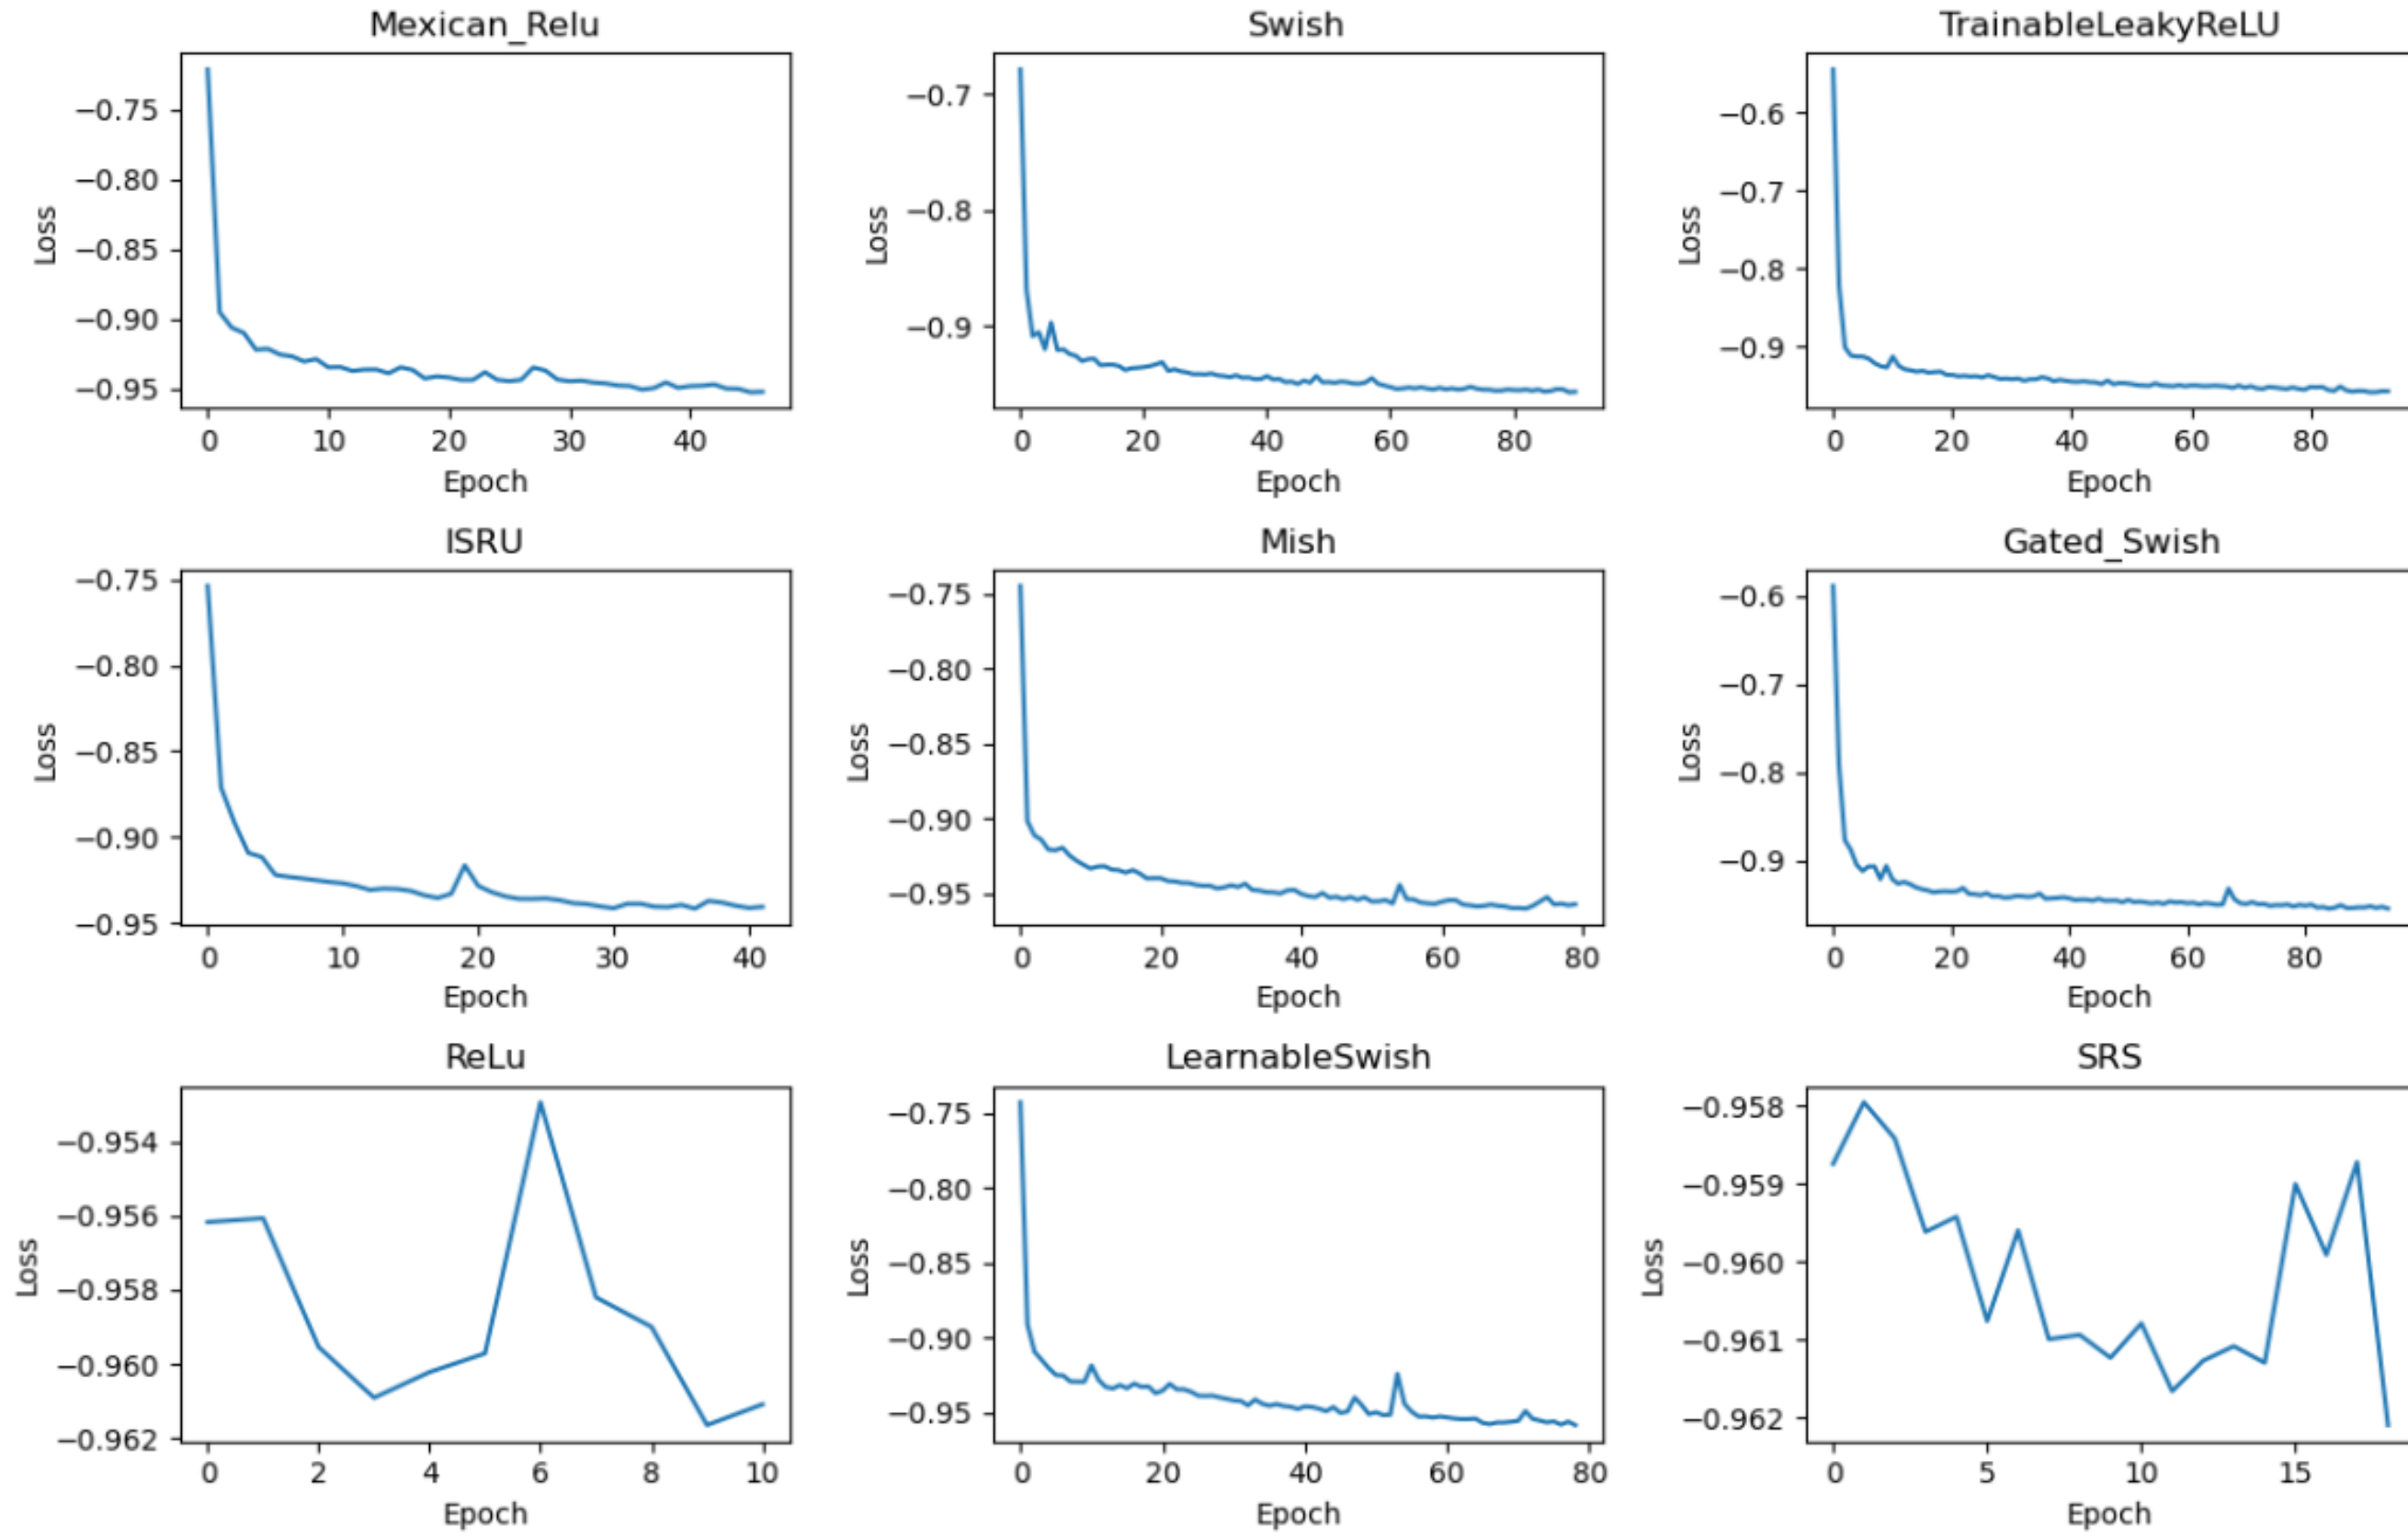 Mexican_Relu
Swish
TrainableLeakyReLU
−0.75
−0.80
−0.85
−0.90
−0.95
Loss
0 10 20 30 40
Epoch
−0.7
−0.8
−0.9
Loss
0 20 40 60 80
Epoch
−0.6
−0.7
−0.8
−0.9
Loss
0 20 40 60 80
Epoch
ISRU
Mish
Gated_Swish
−0.75
−0.80
−0.85
−0.90
−0.95
Loss
0 10 20 30 40
Epoch
−0.75
−0.80
−0.85
−0.90
−0.95
Loss
0 20 40 60 80
Epoch
−0.6
−0.7
−0.8
−0.9
Loss
0 20 40 60 80
Epoch
ReLu
LearnableSwish
SRS
−0.954
−0.956
−0.958
−0.960
−0.962
Loss
0 2 4 6 8 10
Epoch
−0.75
−0.80
−0.85
−0.90
−0.95
Loss
0 20 40 60 80
Epoch
−0.958
−0.959
−0.960
−0.961
−0.962
Loss
0 5 10 15
Epoch